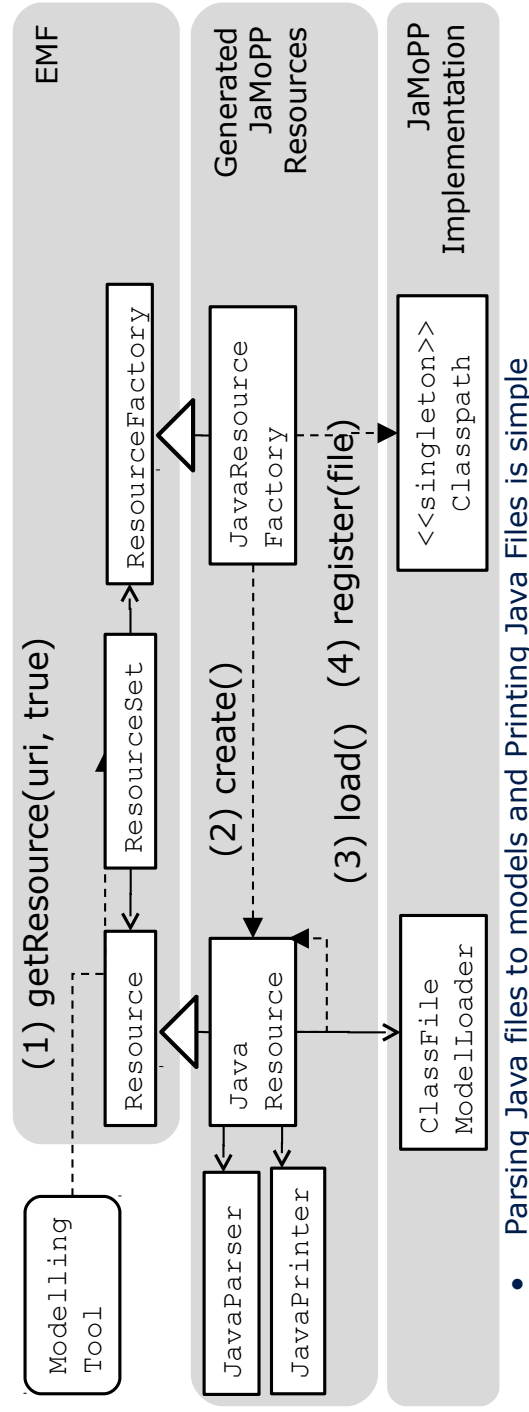 EMF
Modelling
Tool
(1) getResource(uri, true)
Resource
ResourceSet
ResourceFactory
Generated
JaMoPP
Resources
JavaParser
JavaPrinter
Java
Resource
(2) create()
(3) load()
(4) register(file)
JavaResource
Factory
JaMoPP
Implementation
ClassFile
ModelLoader
<<singleton>>
Classpath
• Parsing Java files to models and Printing Java Files is simple